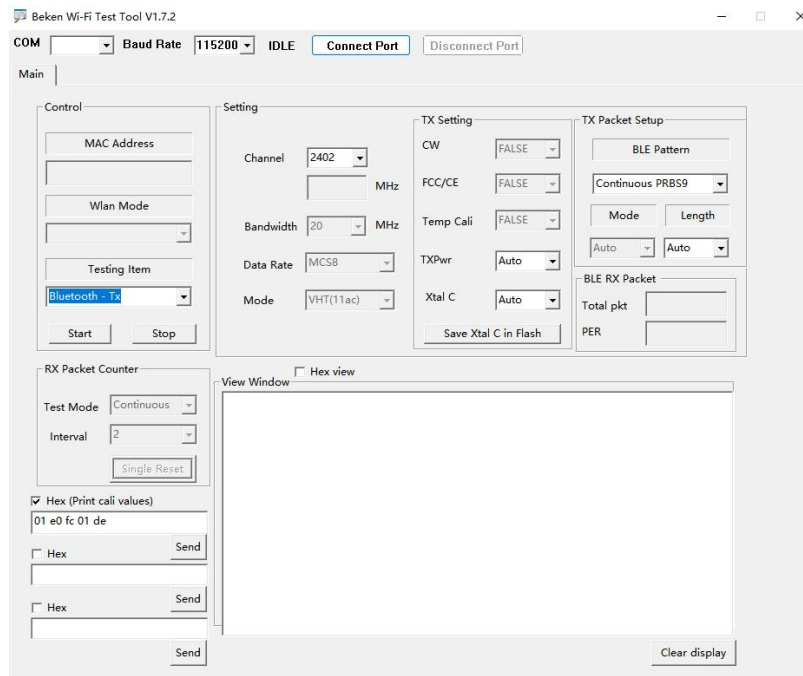 Beken Wi-Fi Test Tool V1.7.2
COM Baud Rate 115200 IDLE Connect Port Disconnect Port
Main
Control
MAC Address
Wlan Mode
Testing Item
Bluetooth - Tx
Start Stop
Setting
Channel 2402
MHz
Bandwidth 20 MHz
Data Rate MCS8
Mode VHT(11ac)
TX Setting
CW FALSE
FCC/CE FALSE
Temp Cali FALSE
TXPwr Auto
Xtal C Auto
Save Xtal C in Flash
TX Packet Setup
BLE Pattern
Continuous PRBS9
Mode Length
Auto Auto
BLE RX Packet
Total pkt
PER
RX Packet Counter
Test Mode Continuous
Interval 2
Single Reset
Hex (Print cali values)
01 e0 fc 01 de
Send
Hex
Send
Hex
Send
Hex view
View Window
Clear display